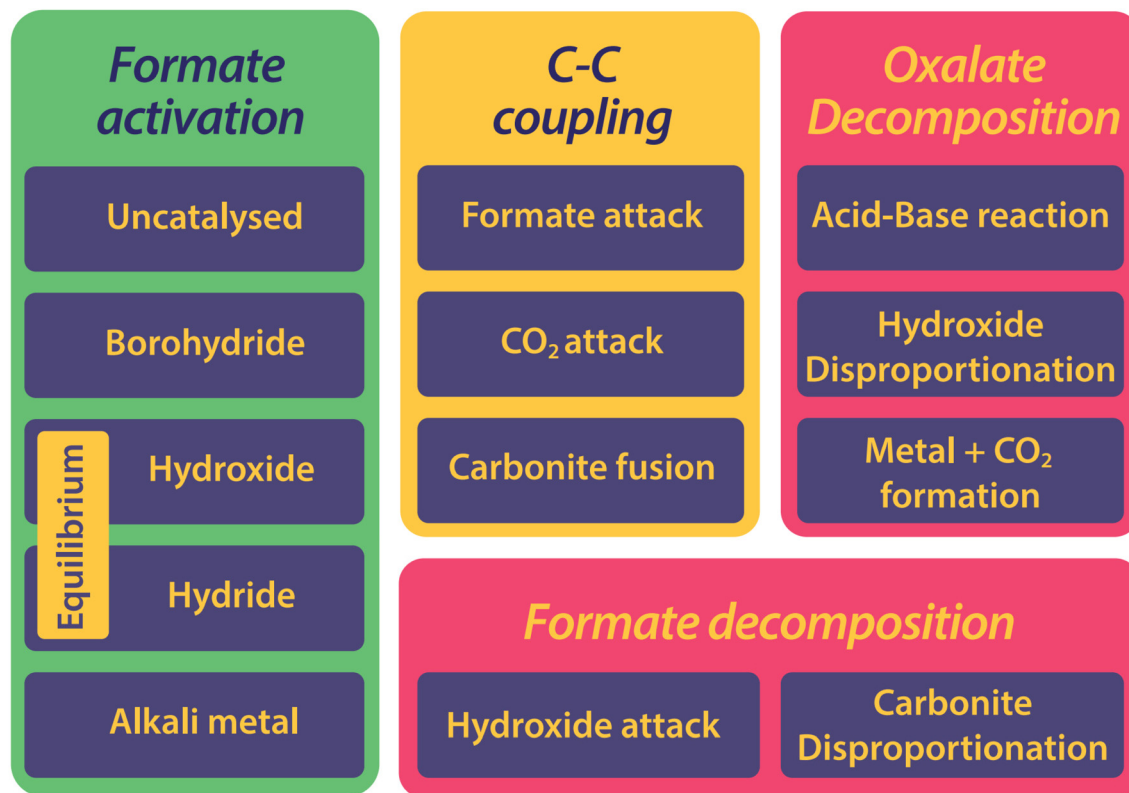 Formate
activation
Uncatalysed
Borohydride
Equilibrium
Hydroxide
Hydride
Alkali metal
C-C
coupling
Formate attack
CO₂ attack
Carbonite fusion
Oxalate
Decomposition
Acid-Base reaction
Hydroxide
Disproportionation
Metal + CO₂
formation
Formate decomposition
Hydroxide attack
Carbonite
Disproportionation